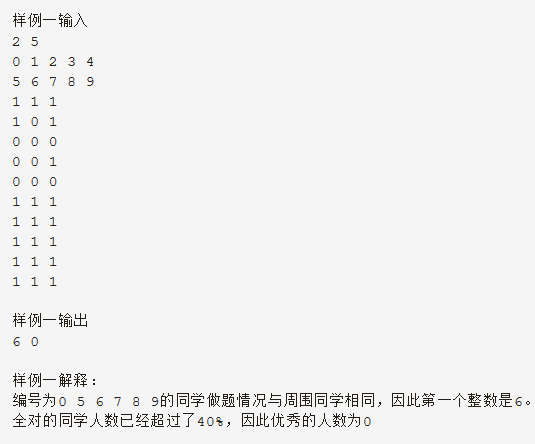 样例一输入
2 5
0 1 2 3 4
5 6 7 8 9
1 1 1
1 0 1
0 0 0
0 0 1
0 0 0
1 1 1
1 1 1
1 1 1
1 1 1
1 1 1
样例一输出
6 0
样例一解释：
编号为0 5 6 7 8 9的同学做题情况与周围同学相同，因此第一个整数是6。
全对的同学人数已经超过了40%，因此优秀的人数为0